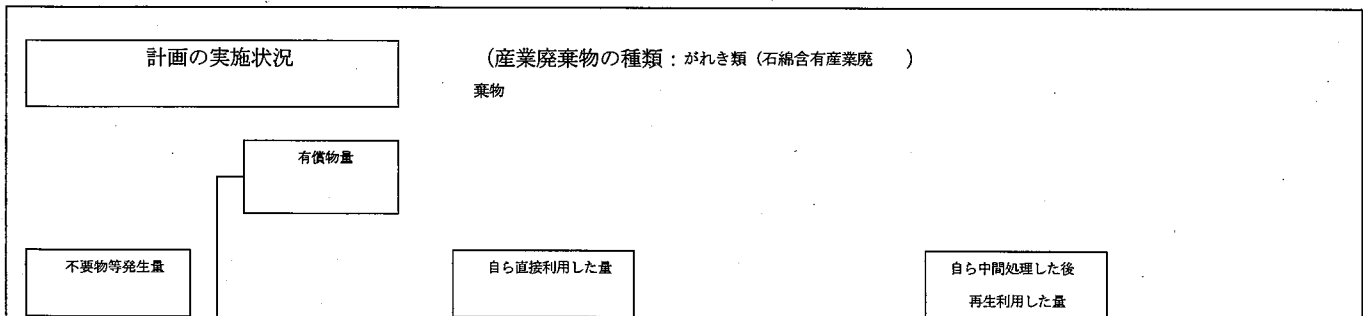 計画の実施状況
(産業廃棄物の種類：がれき類（石綿含有産業廃　　)
棄物
有償物量
不要物等発生量
自ら直接利用した量
自ら中間処理した後
再生利用した量